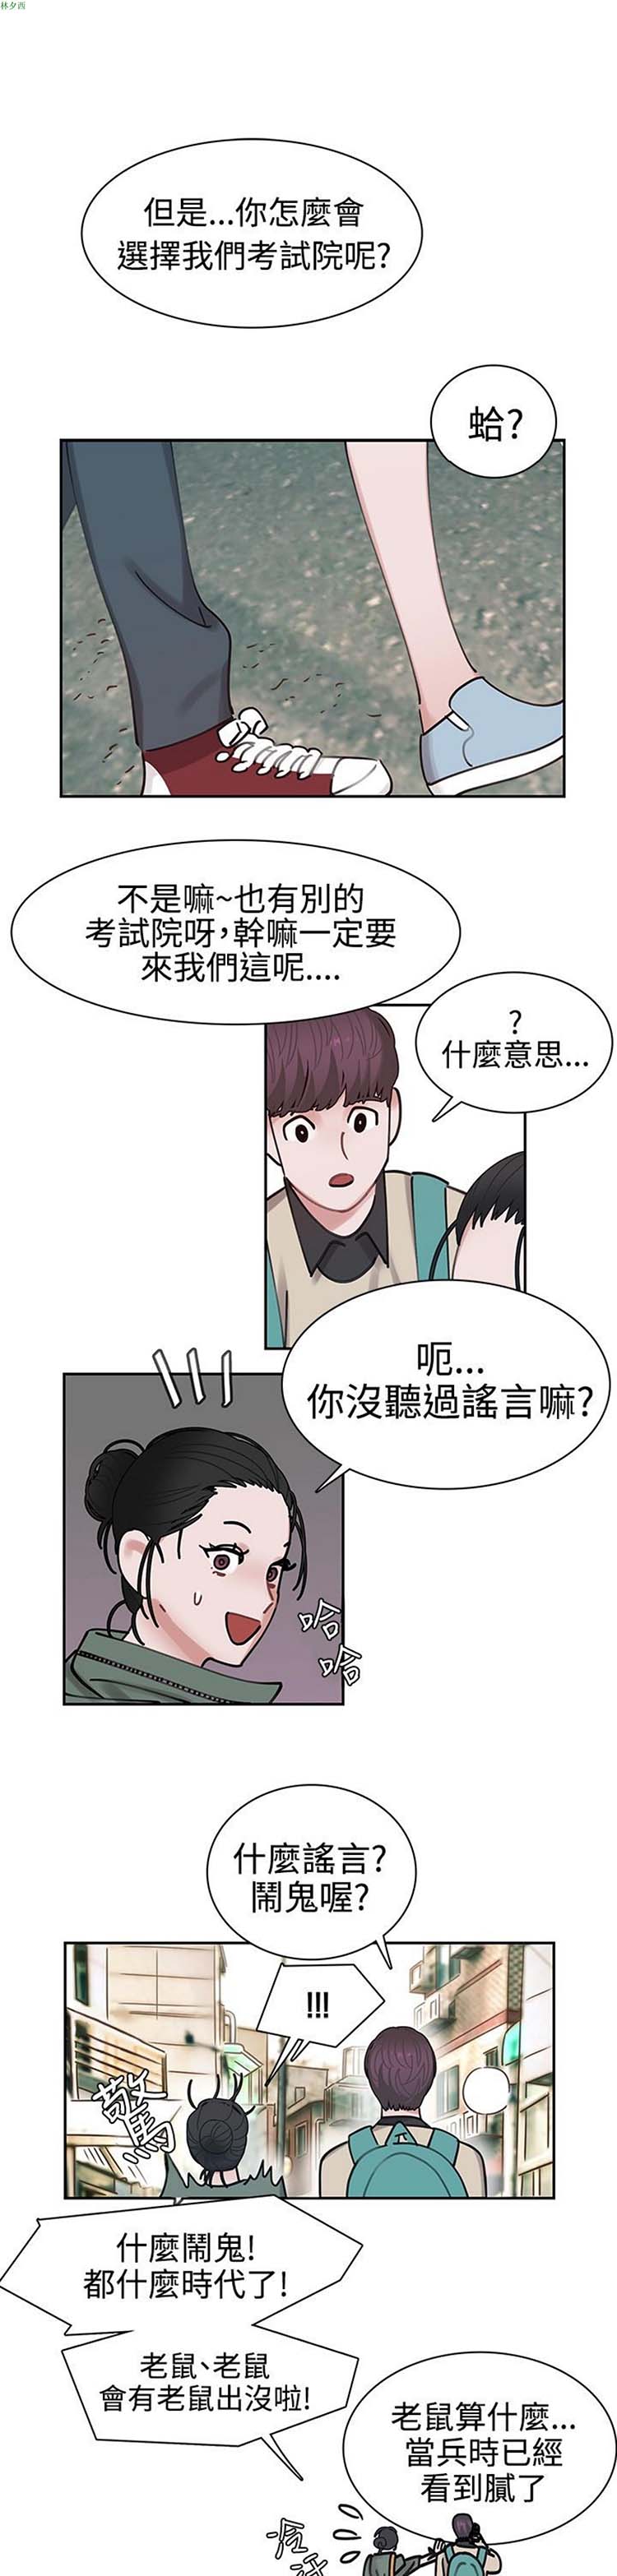 林夕西
但是...你怎麼會
選擇我們考試院呢?
蛤?
不是嘛~也有別的
考試院呀,幹嘛一定要
來我們這呢....
?
什麼意思...
呃...
你沒聽過謠言嘛?
哈
哈
什麼謠言?
鬧鬼喔?
!!!
驚
什麼鬧鬼!
都什麼時代了!
老鼠、老鼠
會有老鼠出沒啦!
老鼠算什麼...
當兵時已經
看到膩了
冷
汗